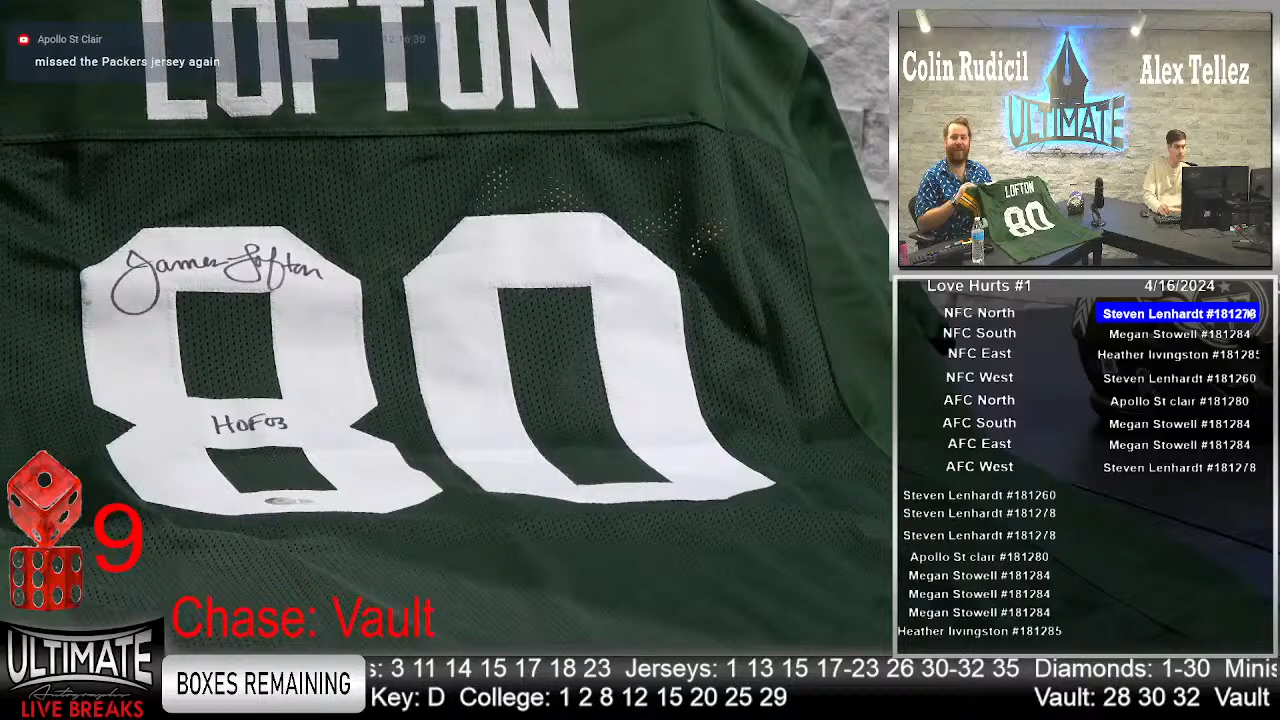 LOFTON
Apollo St Clair 12:16:30
missed the Packers jersey again
James Lofton
HOF 03
80
Colin Rudicil
Alex Tellez
ULTIMATE
LOFTON
80
Love Hurts #1 4/16/2024
NFC North Steven Lenhardt #181278
NFC South Megan Stowell #181284
NFC East Heather livingston #181285
NFC West Steven Lenhardt #181260
AFC North Apollo St clair #181280
AFC South Megan Stowell #181284
AFC East Megan Stowell #181284
AFC West Steven Lenhardt #181278
Steven Lenhardt #181260
Steven Lenhardt #181278
Steven Lenhardt #181278
Apollo St clair #181280
Megan Stowell #181284
Megan Stowell #181284
Megan Stowell #181284
Heather livingston #181285
9
Chase: Vault
ULTIMATE
Autographs
LIVE BREAKS
BOXES REMAINING
s: 3 11 14 15 17 18 23 Jerseys: 1 13 15 17-23 26 30-32 35 Diamonds: 1-30 Minis
Key: D College: 1 2 8 12 15 20 25 29 Vault: 28 30 32 Vault